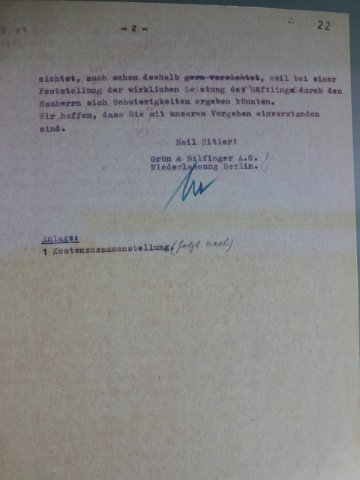 - 2 -
22
zichtet, auch schon deshalb gern verzichtet, weil bei einer
Feststellung der wirklichen Leistung der Häftlinge durch den
Bauherrn sich Schwierigkeiten ergeben könnten.
Wir hoffen, dass Sie mit unserem Vorgehen einverstanden
sind.
Heil Hitler!
Grün & Bilfinger A.G.
Niederlassung Berlin.
Anlage:
1 Kostenzusammenstellung. (folgt nach)